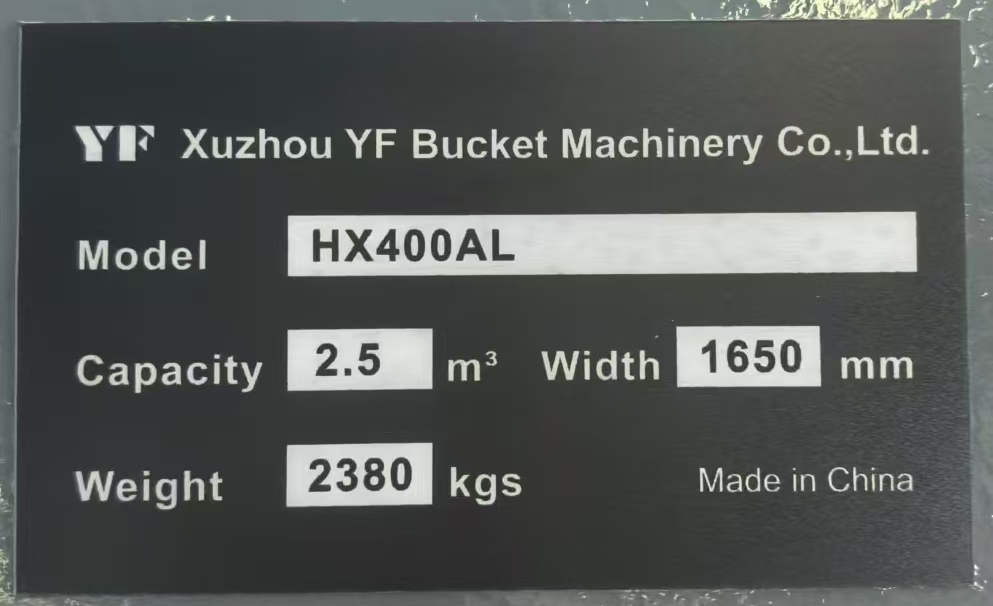 YF Xuzhou YF Bucket Machinery Co.,Ltd.
Model HX400AL
Capacity 2.5 m³ Width 1650 mm
Weight 2380 kgs Made in China